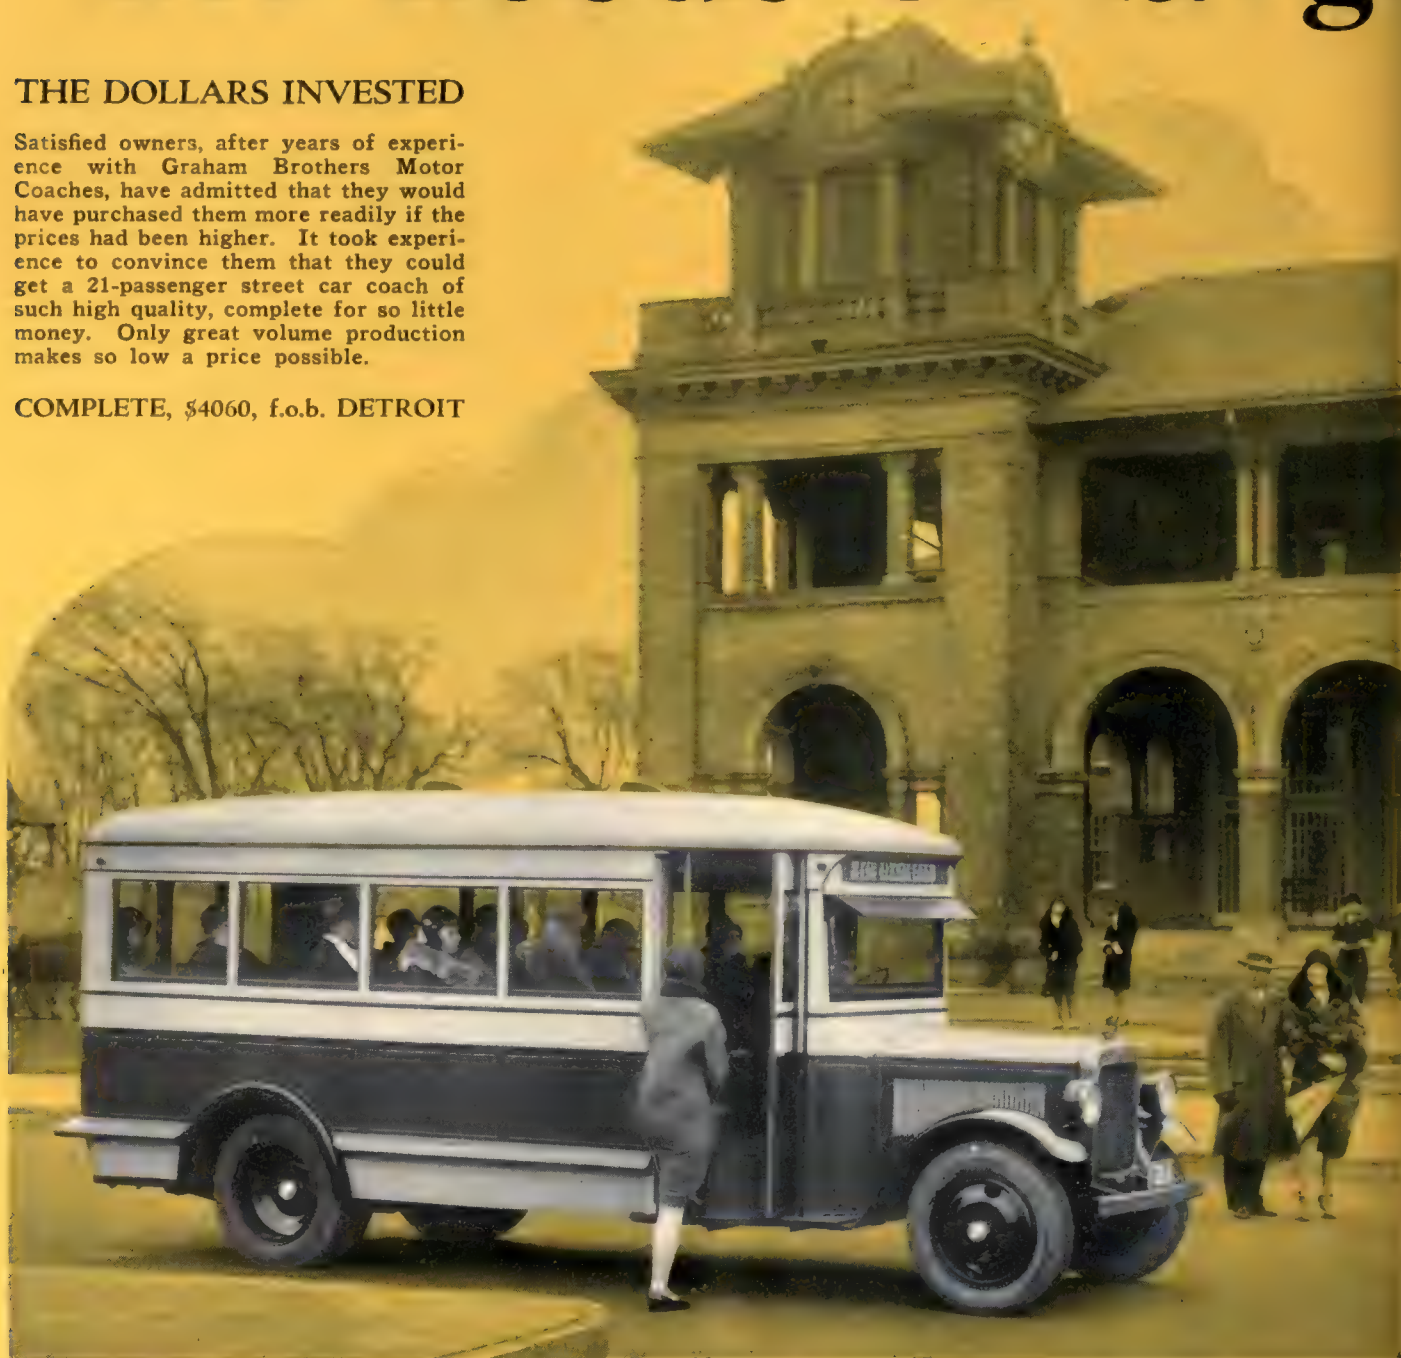 THE DOLLARS INVESTED
Satisfied owners, after years of experi-
ence with Graham Brothers Motor
Coaches, have admitted that they would
have purchased them more readily if the
prices had been higher. It took experi-
ence to convince them that they could
get a 21-passenger street car coach of
such high quality, complete for so little
money. Only great volume production
makes so low a price possible.
COMPLETE, $4060, f.o.b. DETROIT